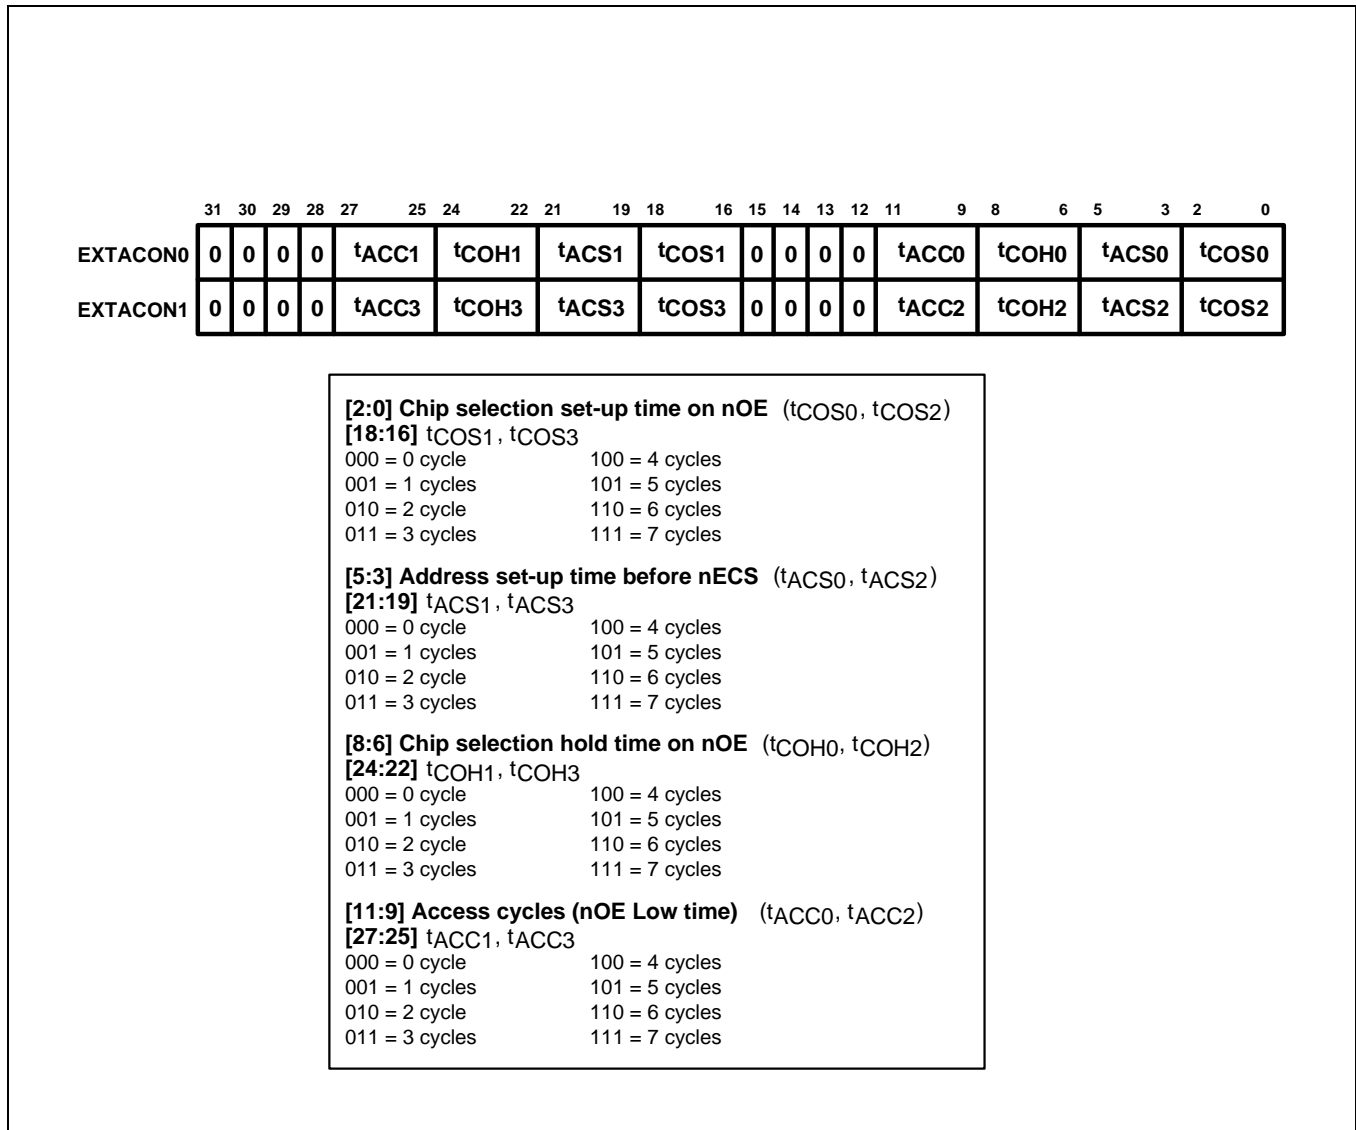 31 30 29 28 27 25 24 22 21 19 18 16 15 14 13 12 11 9 8 6 5 3 2 0
EXTACON0 0 0 0 0 tACC1 tCOH1 tACS1 tCOS1 0 0 0 0 tACC0 tCOH0 tACS0 tCOS0
EXTACON1 0 0 0 0 tACC3 tCOH3 tACS3 tCOS3 0 0 0 0 tACC2 tCOH2 tACS2 tCOS2
[2:0] Chip selection set-up time on nOE (tCOS0, tCOS2)
[18:16] tCOS1, tCOS3
000 = 0 cycle 100 = 4 cycles
001 = 1 cycles 101 = 5 cycles
010 = 2 cycle 110 = 6 cycles
011 = 3 cycles 111 = 7 cycles
[5:3] Address set-up time before nECS (tACS0, tACS2)
[21:19] tACS1, tACS3
000 = 0 cycle 100 = 4 cycles
001 = 1 cycles 101 = 5 cycles
010 = 2 cycle 110 = 6 cycles
011 = 3 cycles 111 = 7 cycles
[8:6] Chip selection hold time on nOE (tCOH0, tCOH2)
[24:22] tCOH1, tCOH3
000 = 0 cycle 100 = 4 cycles
001 = 1 cycles 101 = 5 cycles
010 = 2 cycle 110 = 6 cycles
011 = 3 cycles 111 = 7 cycles
[11:9] Access cycles (nOE Low time) (tACC0, tACC2)
[27:25] tACC1, tACC3
000 = 0 cycle 100 = 4 cycles
001 = 1 cycles 101 = 5 cycles
010 = 2 cycle 110 = 6 cycles
011 = 3 cycles 111 = 7 cycles